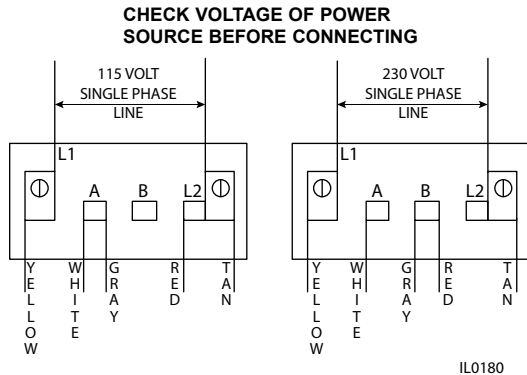 CHECK VOLTAGE OF POWER
SOURCE BEFORE CONNECTING
115 VOLT
SINGLE PHASE
LINE
L1
A
B
L2
YELLOW
WHITE
GRAY
RED
TAN
230 VOLT
SINGLE PHASE
LINE
L1
A
B
L2
YELLOW
WHITE
GRAY
RED
TAN
IL0180